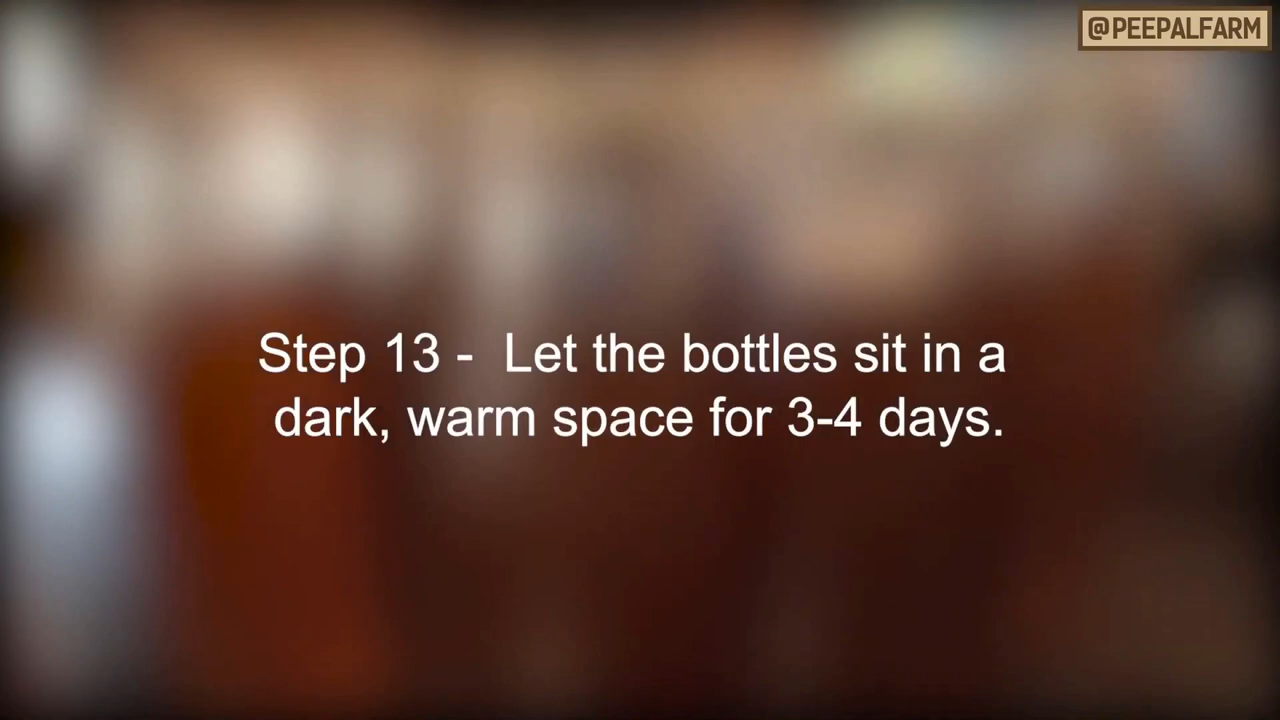 @PEEPALFARM
Step 13 -  Let the bottles sit in a
dark, warm space for 3-4 days.